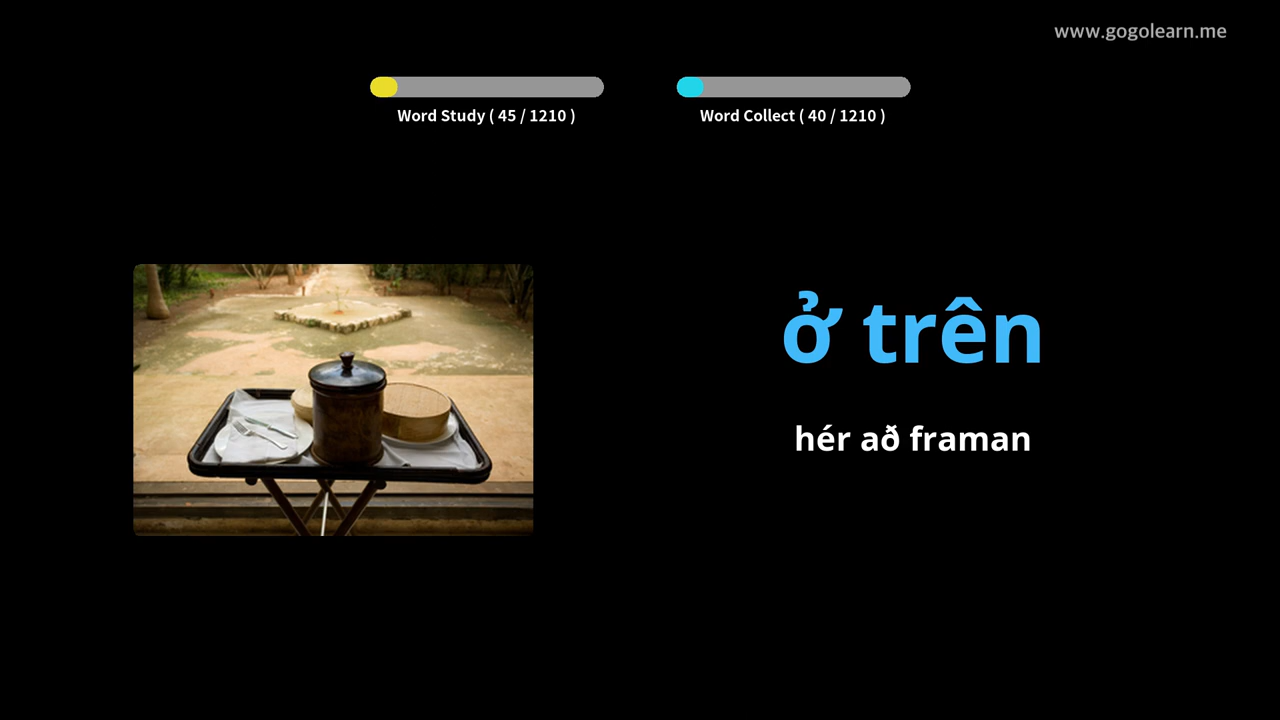 www.gogolearn.me
Word Study ( 45 / 1210 )
Word Collect ( 40 / 1210 )
ở trên
hér að framan